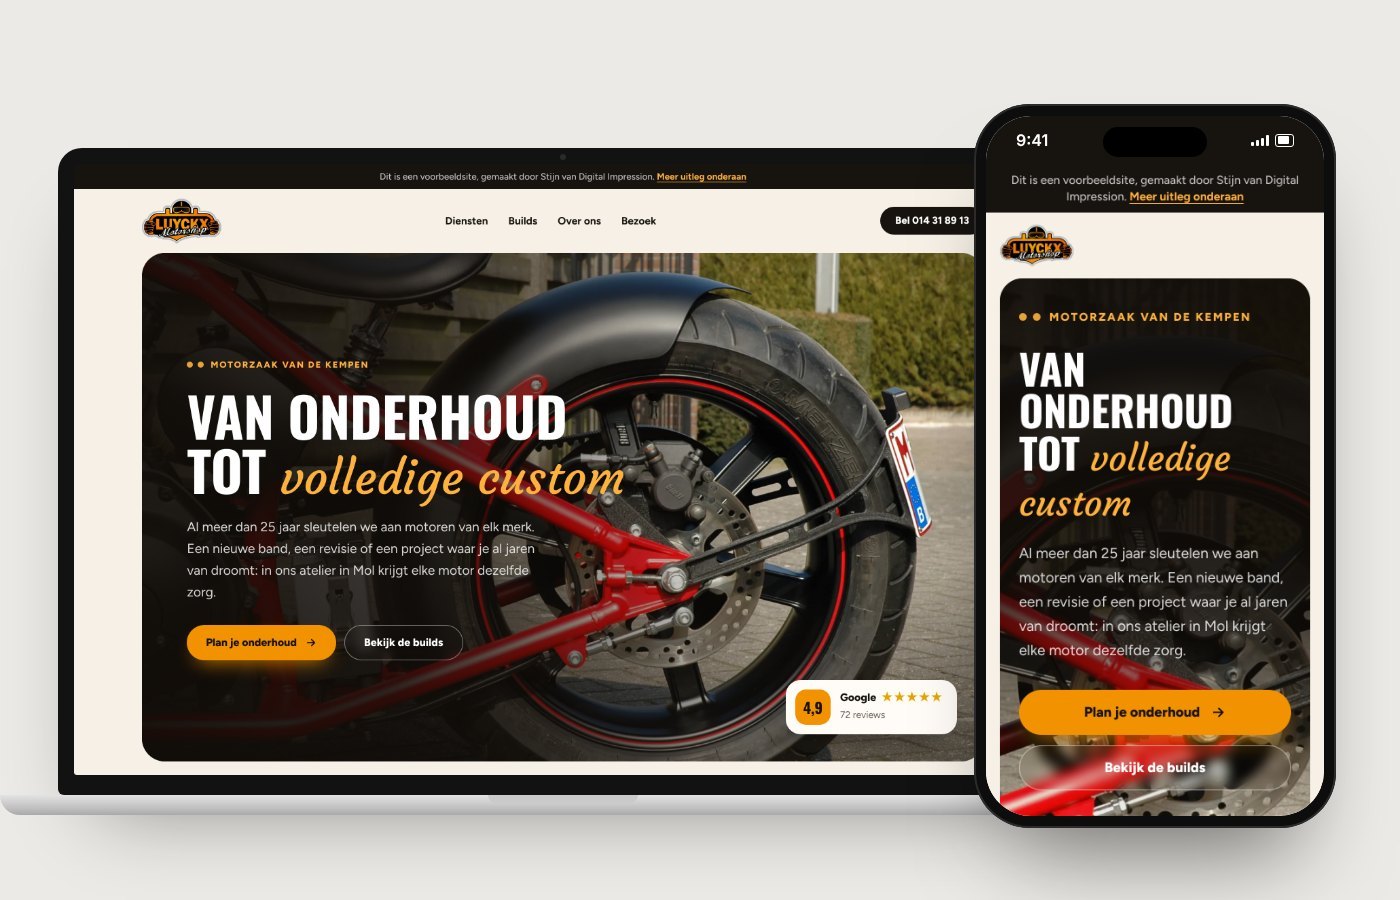 Dit is een voorbeeldsite, gemaakt door Stijn van Digital Impression. Meer uitleg onderaan
LUYCKX
Motorshop
Diensten Builds Over ons Bezoek
Bel 014 31 89 13
MOTORZAAK VAN DE KEMPEN
VAN ONDERHOUD
TOT volledige custom
Al meer dan 25 jaar sleutelen we aan motoren van elk merk.
Een nieuwe band, een revisie of een project waar je al jaren
van droomt: in ons atelier in Mol krijgt elke motor dezelfde
zorg.
Plan je onderhoud →
Bekijk de builds
METZELER
M
B
4,9
Google ★★★★★
72 reviews
9:41
Dit is een voorbeeldsite, gemaakt door Stijn van Digital
Impression. Meer uitleg onderaan
LUYCKX
Motorshop
MOTORZAAK VAN DE KEMPEN
VAN
ONDERHOUD
TOT volledige
custom
Al meer dan 25 jaar sleutelen we aan
motoren van elk merk. Een nieuwe band,
een revisie of een project waar je al jaren
van droomt: in ons atelier in Mol krijgt
elke motor dezelfde zorg.
Plan je onderhoud →
Bekijk de builds